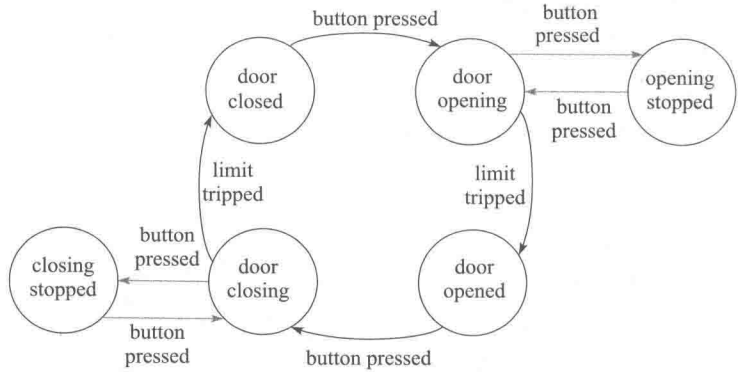 button pressed
button
pressed
door
closed
door
opening
opening
stopped
button
pressed
limit
tripped
limit
tripped
button
pressed
closing
stopped
door
closing
door
opened
button
pressed
button pressed